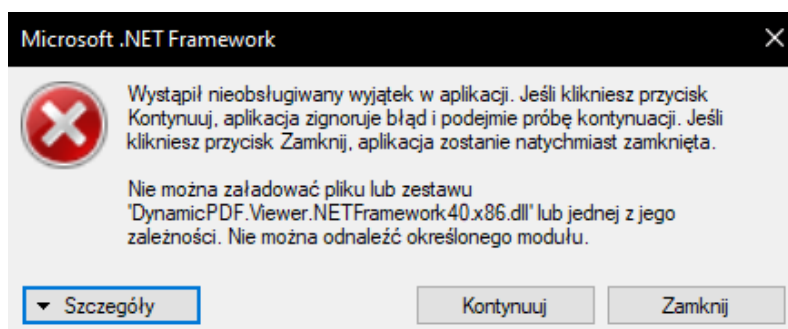 Microsoft .NET Framework
Wystąpił nieobsługiwany wyjątek w aplikacji. Jeśli klikniesz przycisk
Kontynuuj, aplikacja zignoruje błąd i podejmie próbę kontynuacji. Jeśli
klikniesz przycisk Zamknij, aplikacja zostanie natychmiast zamknięta.
Nie można załadować pliku lub zestawu
'DynamicPDF.Viewer.NETFramework40.x86.dll' lub jednej z jego
zależności. Nie można odnaleźć określonego modułu.
Szczegóły
Kontynuuj
Zamknij